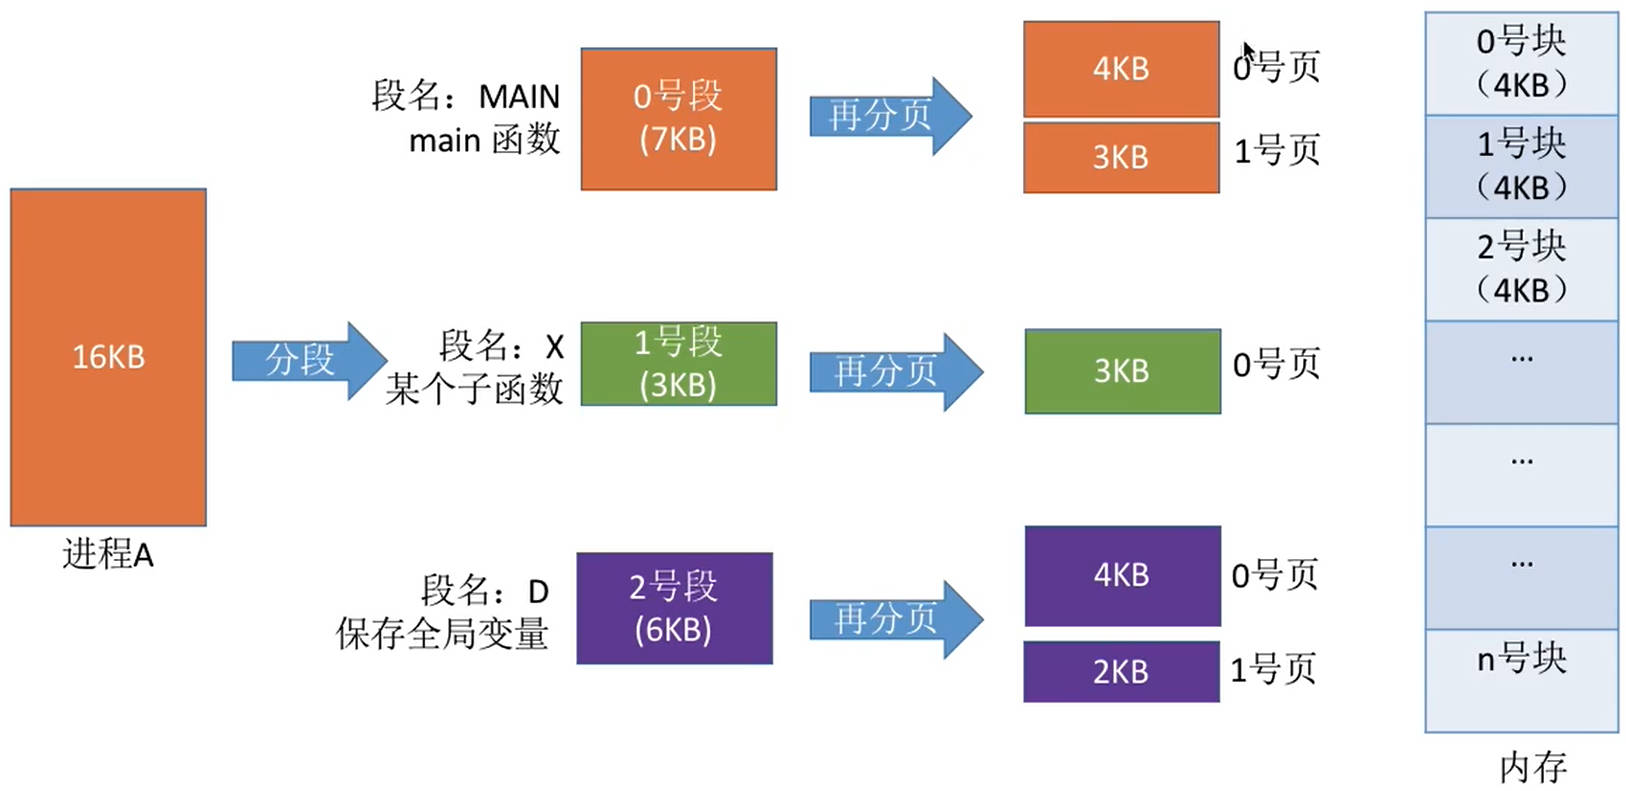 16KB
进程A
分段
段名：MAIN
main 函数
0号段
(7KB)
再分页
4KB
0号页
3KB
1号页
段名：X
某个子函数
1号段
(3KB)
再分页
3KB
0号页
段名：D
保存全局变量
2号段
(6KB)
再分页
4KB
0号页
2KB
1号页
0号块
（4KB）
1号块
（4KB）
2号块
（4KB）
...
...
...
n号块
内存